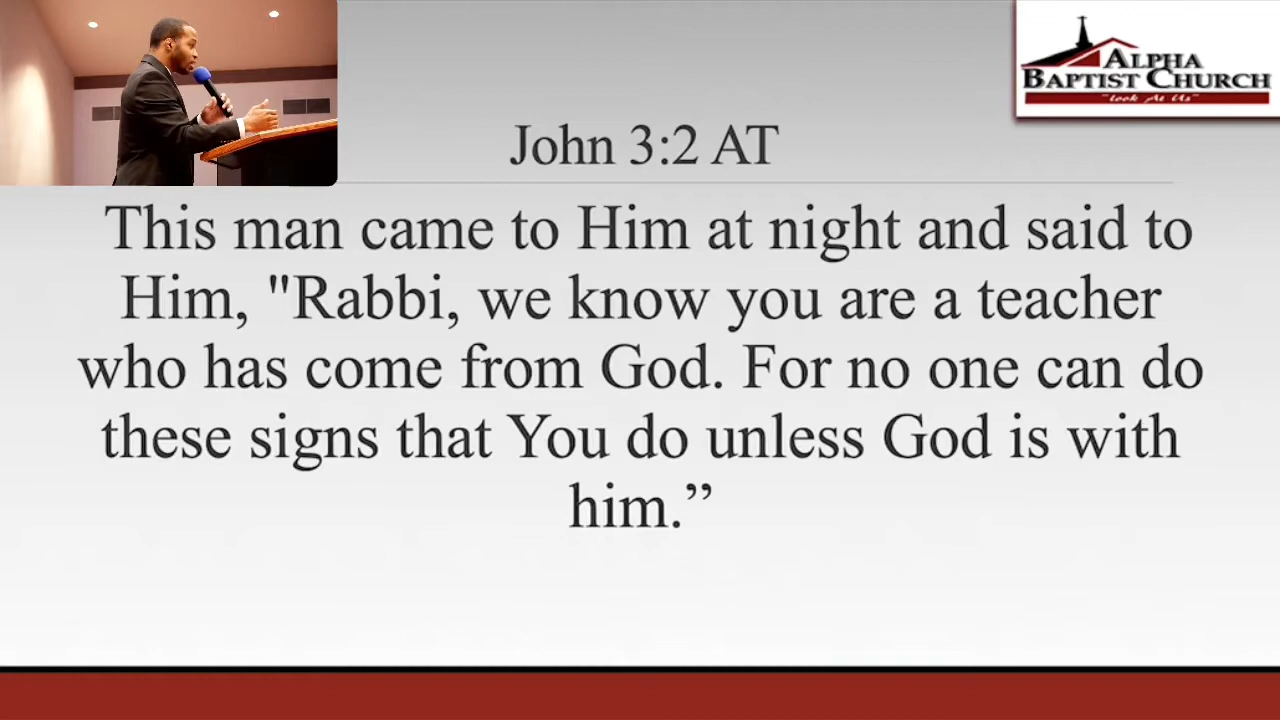 ALPHA
BAPTIST CHURCH
"Look At Us"
John 3:2 AT
This man came to Him at night and said to
Him, "Rabbi, we know you are a teacher
who has come from God. For no one can do
these signs that You do unless God is with
him.”